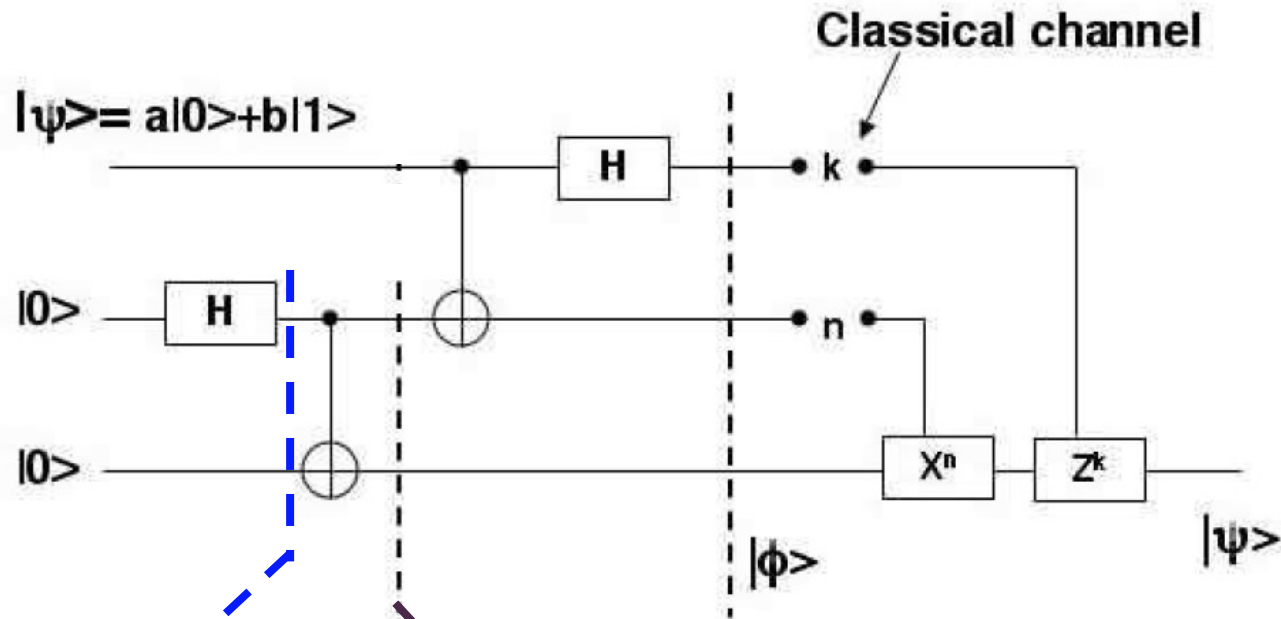 Classical channel
|ψ>= a|0>+b|1>
H
k
|0>
H
n
|0>
Xⁿ
Zᵏ
|ϕ>
|ψ>